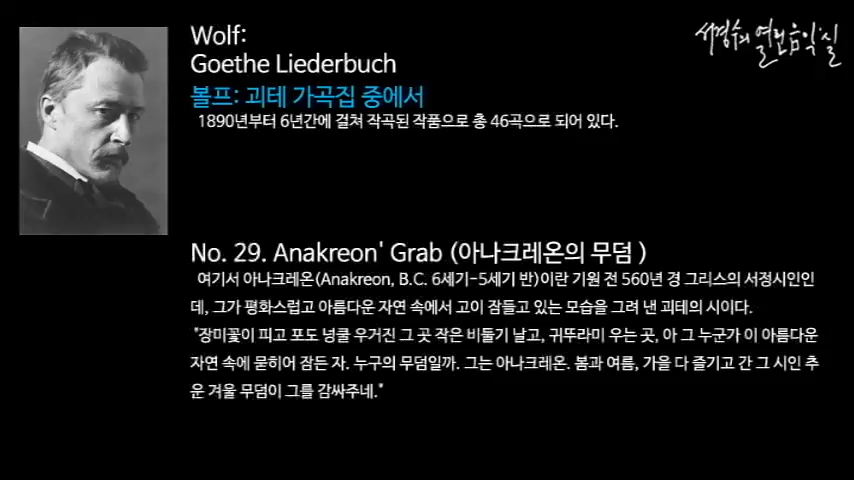 Wolf:
서경수의 열린음악실
Goethe Liederbuch
볼프: 괴테 가곡집 중에서
1890년부터 6년간에 걸쳐 작곡된 작품으로 총 46곡으로 되어 있다.
No. 29. Anakreon' Grab (아나크레온의 무덤 )
여기서 아나크레온(Anakreon, B.C. 6세기-5세기 반)이란 기원 전 560년 경 그리스의 서정시인인
데, 그가 평화스럽고 아름다운 자연 속에서 고이 잠들고 있는 모습을 그려 낸 괴테의 시이다.
"장미꽃이 피고 포도 넝쿨 우거진 그 곳 작은 비둘기 날고, 귀뚜라미 우는 곳, 아 그 누군가 이 아름다운
자연 속에 묻히어 잠든 자. 누구의 무덤일까. 그는 아나크레온. 봄과 여름, 가을 다 즐기고 간 그 시인 추
운 겨울 무덤이 그를 감싸주네."